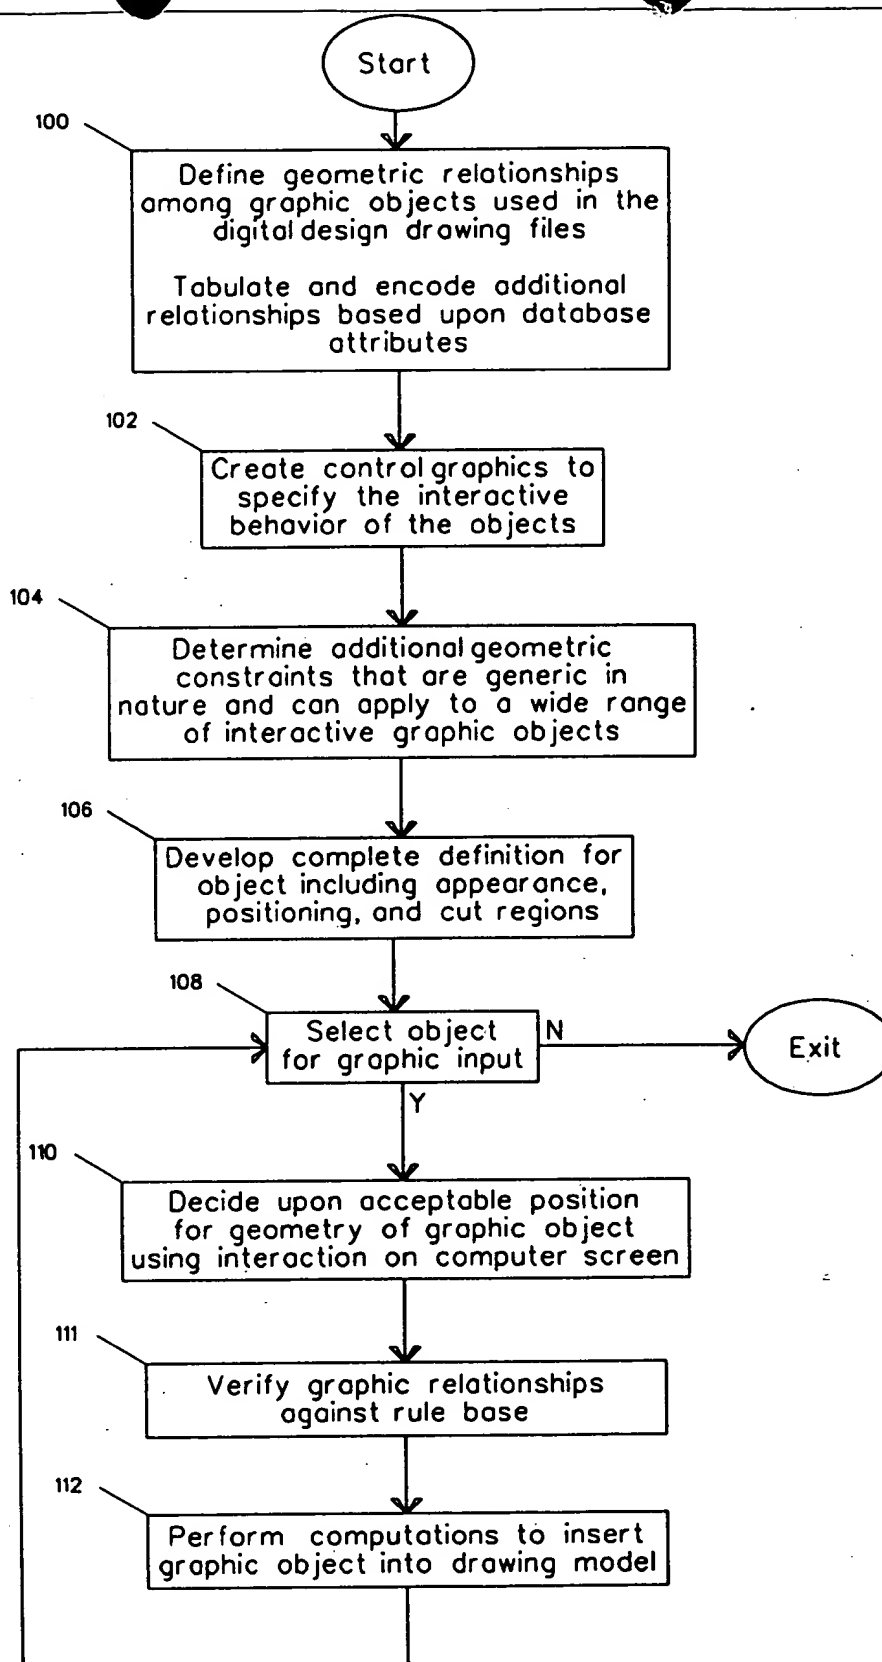 Start
100
Define geometric relationships
among graphic objects used in the
digital design drawing files
Tabulate and encode additional
relationships based upon database
attributes
102
Create control graphics to
specify the interactive
behavior of the objects
104
Determine additional geometric
constraints that are generic in
nature and can apply to a wide range
of interactive graphic objects
106
Develop complete definition for
object including appearance,
positioning, and cut regions
108
Select object
for graphic input
N
Exit
Y
110
Decide upon acceptable position
for geometry of graphic object
using interaction on computer screen
111
Verify graphic relationships
against rule base
112
Perform computations to insert
graphic object into drawing model